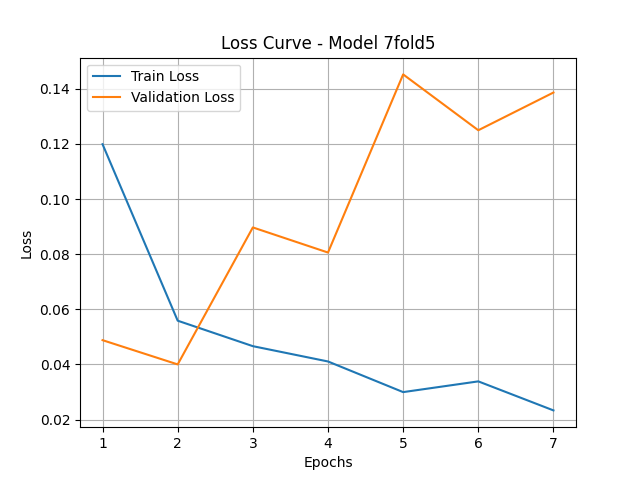 Loss Curve - Model 7fold5
Train Loss
Validation Loss
0.14
0.12
0.10
0.08
0.06
0.04
0.02
Loss
1 2 3 4 5 6 7
Epochs